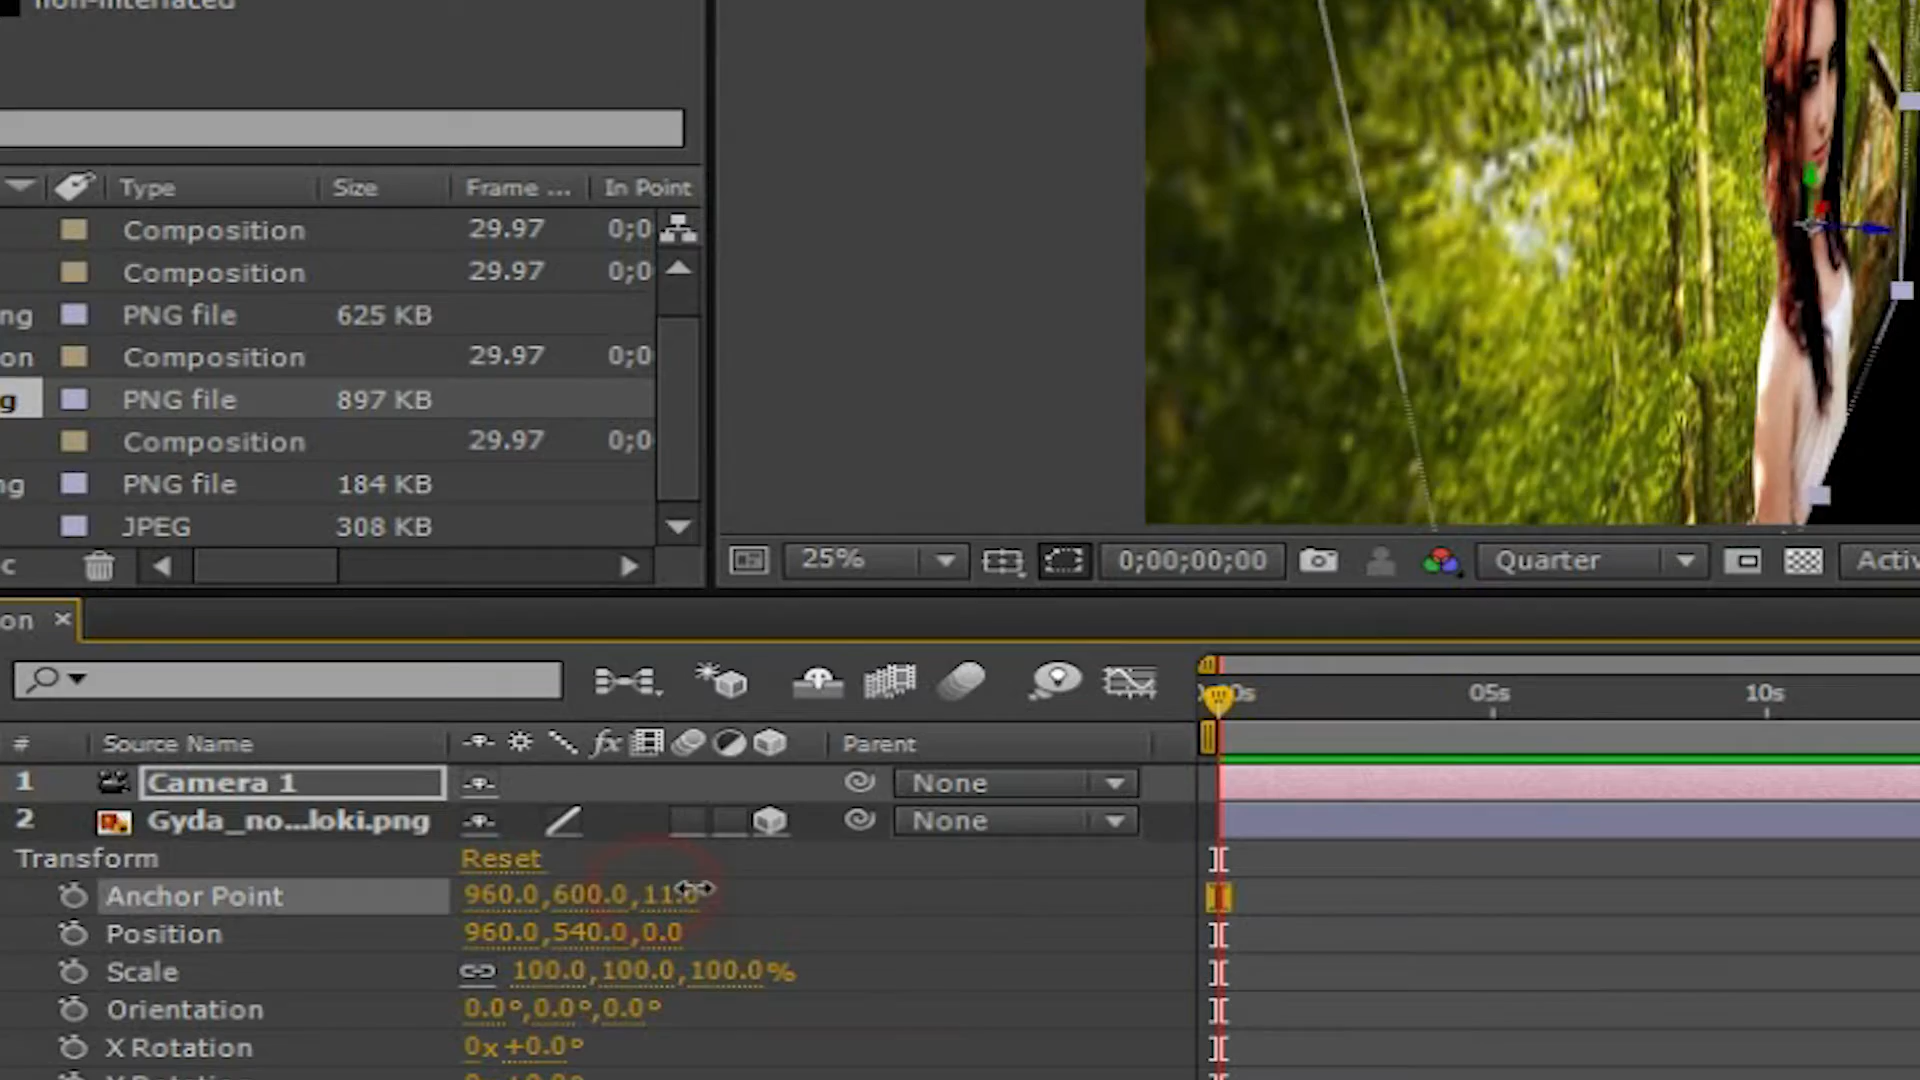 non-interlaced
Type Size Frame ... In Point
Composition 29.97 0;0
Composition 29.97 0;0
ng PNG file 625 KB
on Composition 29.97 0;0
g PNG file 897 KB
Composition 29.97 0;0
ng PNG file 184 KB
JPEG 308 KB
c
25% 0;00;00;00 Quarter Activ
on ×
05s 10s
# Source Name fx Parent
1 Camera 1 None
2 Gyda_no...loki.png None
Transform Reset
Anchor Point 960.0,600.0,11.0
Position 960.0,540.0,0.0
Scale 100.0,100.0,100.0%
Orientation 0.0°,0.0°,0.0°
X Rotation 0x+0.0°